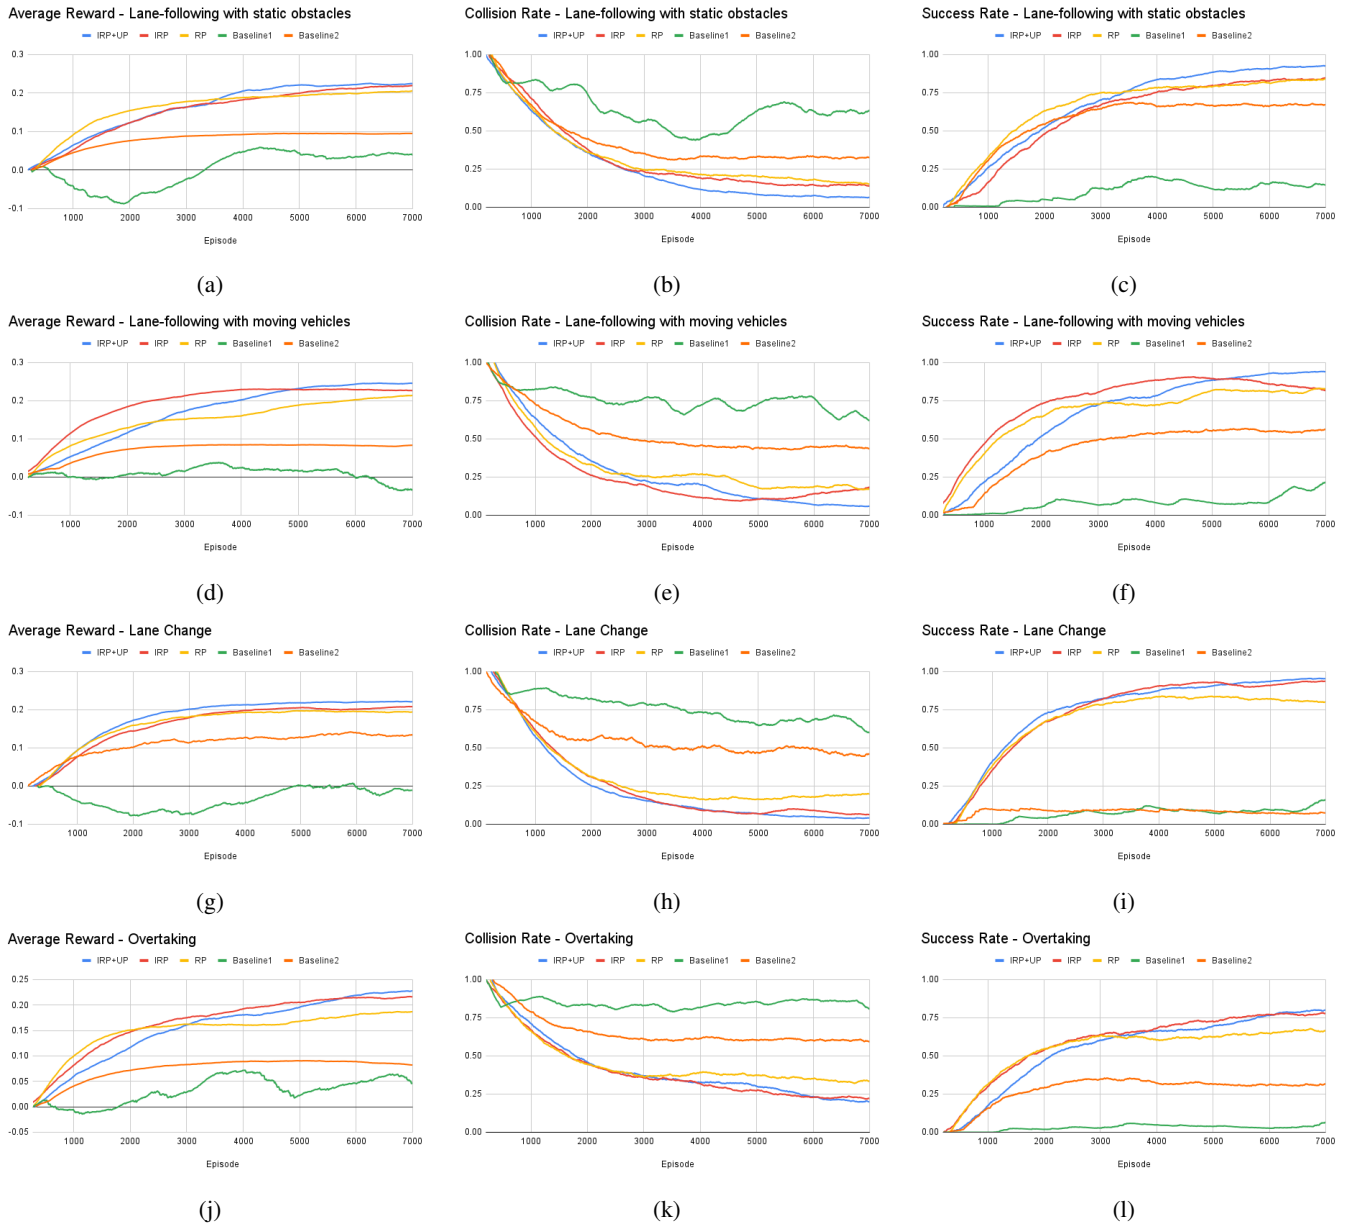 Average Reward - Lane-following with static obstacles
IRP+UP IRP RP Baseline1 Baseline2
0.3
0.2
0.1
0.0
-0.1
1000 2000 3000 4000 5000 6000 7000
Episode
(a)
Collision Rate - Lane-following with static obstacles
IRP+UP IRP RP Baseline1 Baseline2
1.00
0.75
0.50
0.25
0.00
1000 2000 3000 4000 5000 6000 7000
Episode
(b)
Success Rate - Lane-following with static obstacles
IRP+UP IRP RP Baseline1 Baseline2
1.00
0.75
0.50
0.25
0.00
1000 2000 3000 4000 5000 6000 7000
Episode
(c)
Average Reward - Lane-following with moving vehicles
IRP+UP IRP RP Baseline1 Baseline2
0.3
0.2
0.1
0.0
-0.1
1000 2000 3000 4000 5000 6000 7000
Episode
(d)
Collision Rate - Lane-following with moving vehicles
IRP+UP IRP RP Baseline1 Baseline2
1.00
0.75
0.50
0.25
0.00
1000 2000 3000 4000 5000 6000 7000
Episode
(e)
Success Rate - Lane-following with moving vehicles
IRP+UP IRP RP Baseline1 Baseline2
1.00
0.75
0.50
0.25
0.00
1000 2000 3000 4000 5000 6000 7000
Episode
(f)
Average Reward - Lane Change
IRP+UP IRP RP Baseline1 Baseline2
0.3
0.2
0.1
0.0
-0.1
1000 2000 3000 4000 5000 6000 7000
Episode
(g)
Collision Rate - Lane Change
IRP+UP IRP RP Baseline1 Baseline2
1.00
0.75
0.50
0.25
0.00
1000 2000 3000 4000 5000 6000 7000
Episode
(h)
Success Rate - Lane Change
IRP+UP IRP RP Baseline1 Baseline2
1.00
0.75
0.50
0.25
0.00
1000 2000 3000 4000 5000 6000 7000
Episode
(i)
Average Reward - Overtaking
IRP+UP IRP RP Baseline1 Baseline2
0.25
0.20
0.15
0.10
0.05
0.00
-0.05
1000 2000 3000 4000 5000 6000 7000
Episode
(j)
Collision Rate - Overtaking
IRP+UP IRP RP Baseline1 Baseline2
1.00
0.75
0.50
0.25
0.00
1000 2000 3000 4000 5000 6000 7000
Episode
(k)
Success Rate - Overtaking
IRP+UP IRP RP Baseline1 Baseline2
1.00
0.75
0.50
0.25
0.00
1000 2000 3000 4000 5000 6000 7000
Episode
(l)